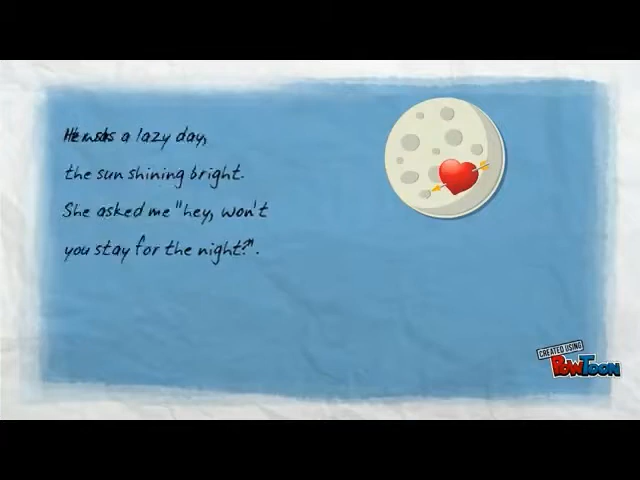 a lazy day,
the sun shining bright.
She asked me "hey, won't
you stay for the night?".
CREATED USING
POWTOON